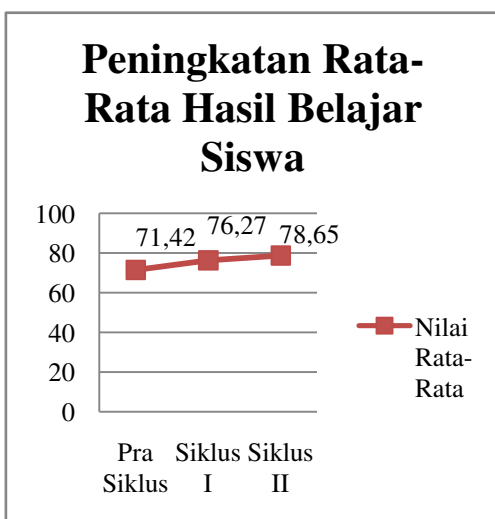 Peningkatan Rata-
Rata Hasil Belajar
Siswa
100
80
60
40
20
0
71,42
76,27
78,65
Pra
Siklus
Siklus
I
Siklus
II
Nilai
Rata-
Rata